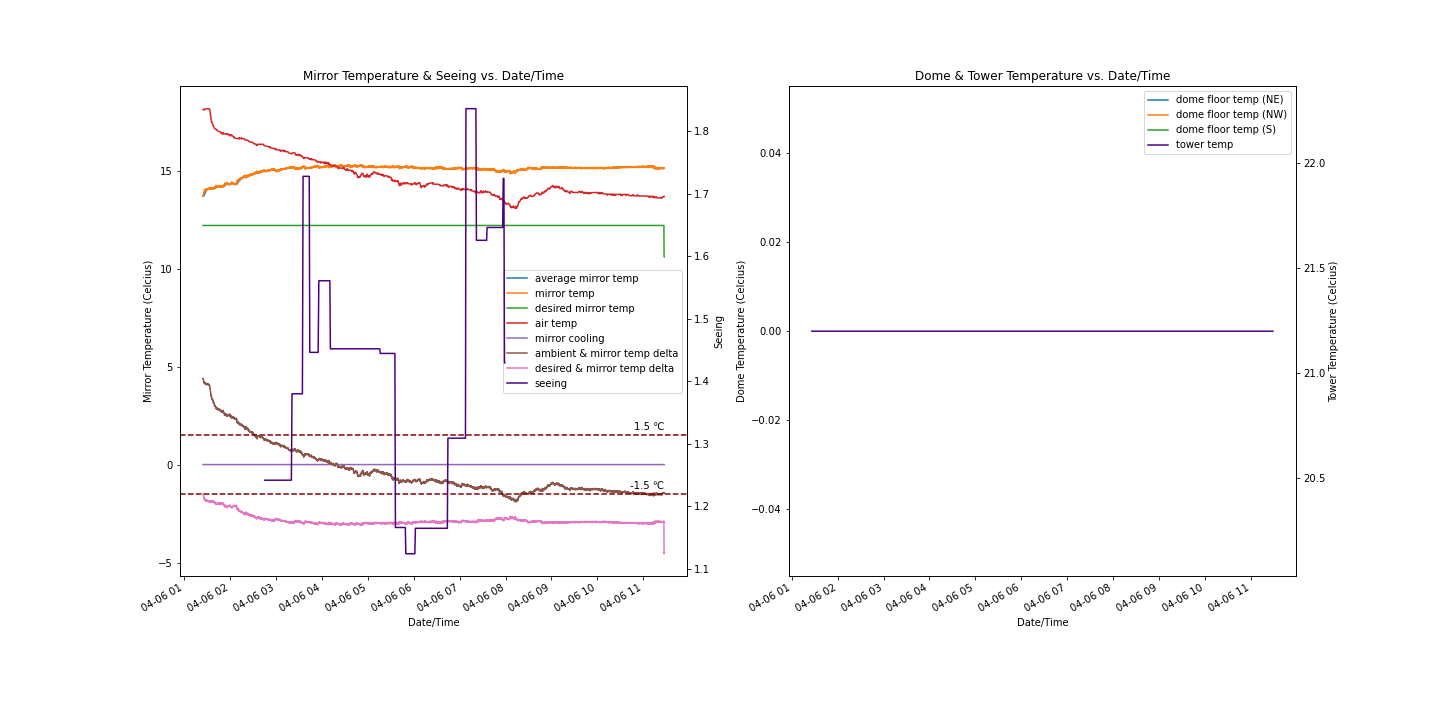 Mirror Temperature & Seeing vs. Date/Time
Mirror Temperature (Celcius)
15
10
5
0
−5
1.8
1.7
1.6
1.5
1.4
1.3
1.2
1.1
Seeing
average mirror temp
mirror temp
desired mirror temp
air temp
mirror cooling
ambient & mirror temp delta
desired & mirror temp delta
seeing
1.5 °C
-1.5 °C
04-06 01
04-06 02
04-06 03
04-06 04
04-06 05
04-06 06
04-06 07
04-06 08
04-06 09
04-06 10
04-06 11
Date/Time
Dome & Tower Temperature vs. Date/Time
Dome Temperature (Celcius)
0.04
0.02
0.00
−0.02
−0.04
dome floor temp (NE)
dome floor temp (NW)
dome floor temp (S)
tower temp
22.0
21.5
21.0
20.5
Tower Temperature (Celcius)
04-06 01
04-06 02
04-06 03
04-06 04
04-06 05
04-06 06
04-06 07
04-06 08
04-06 09
04-06 10
04-06 11
Date/Time